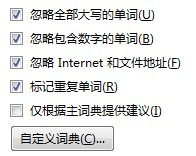 忽略全部大写的单词(U)
忽略包含数字的单词(B)
忽略 Internet 和文件地址(F)
标记重复单词(R)
仅根据主词典提供建议(I)
自定义词典(C)...